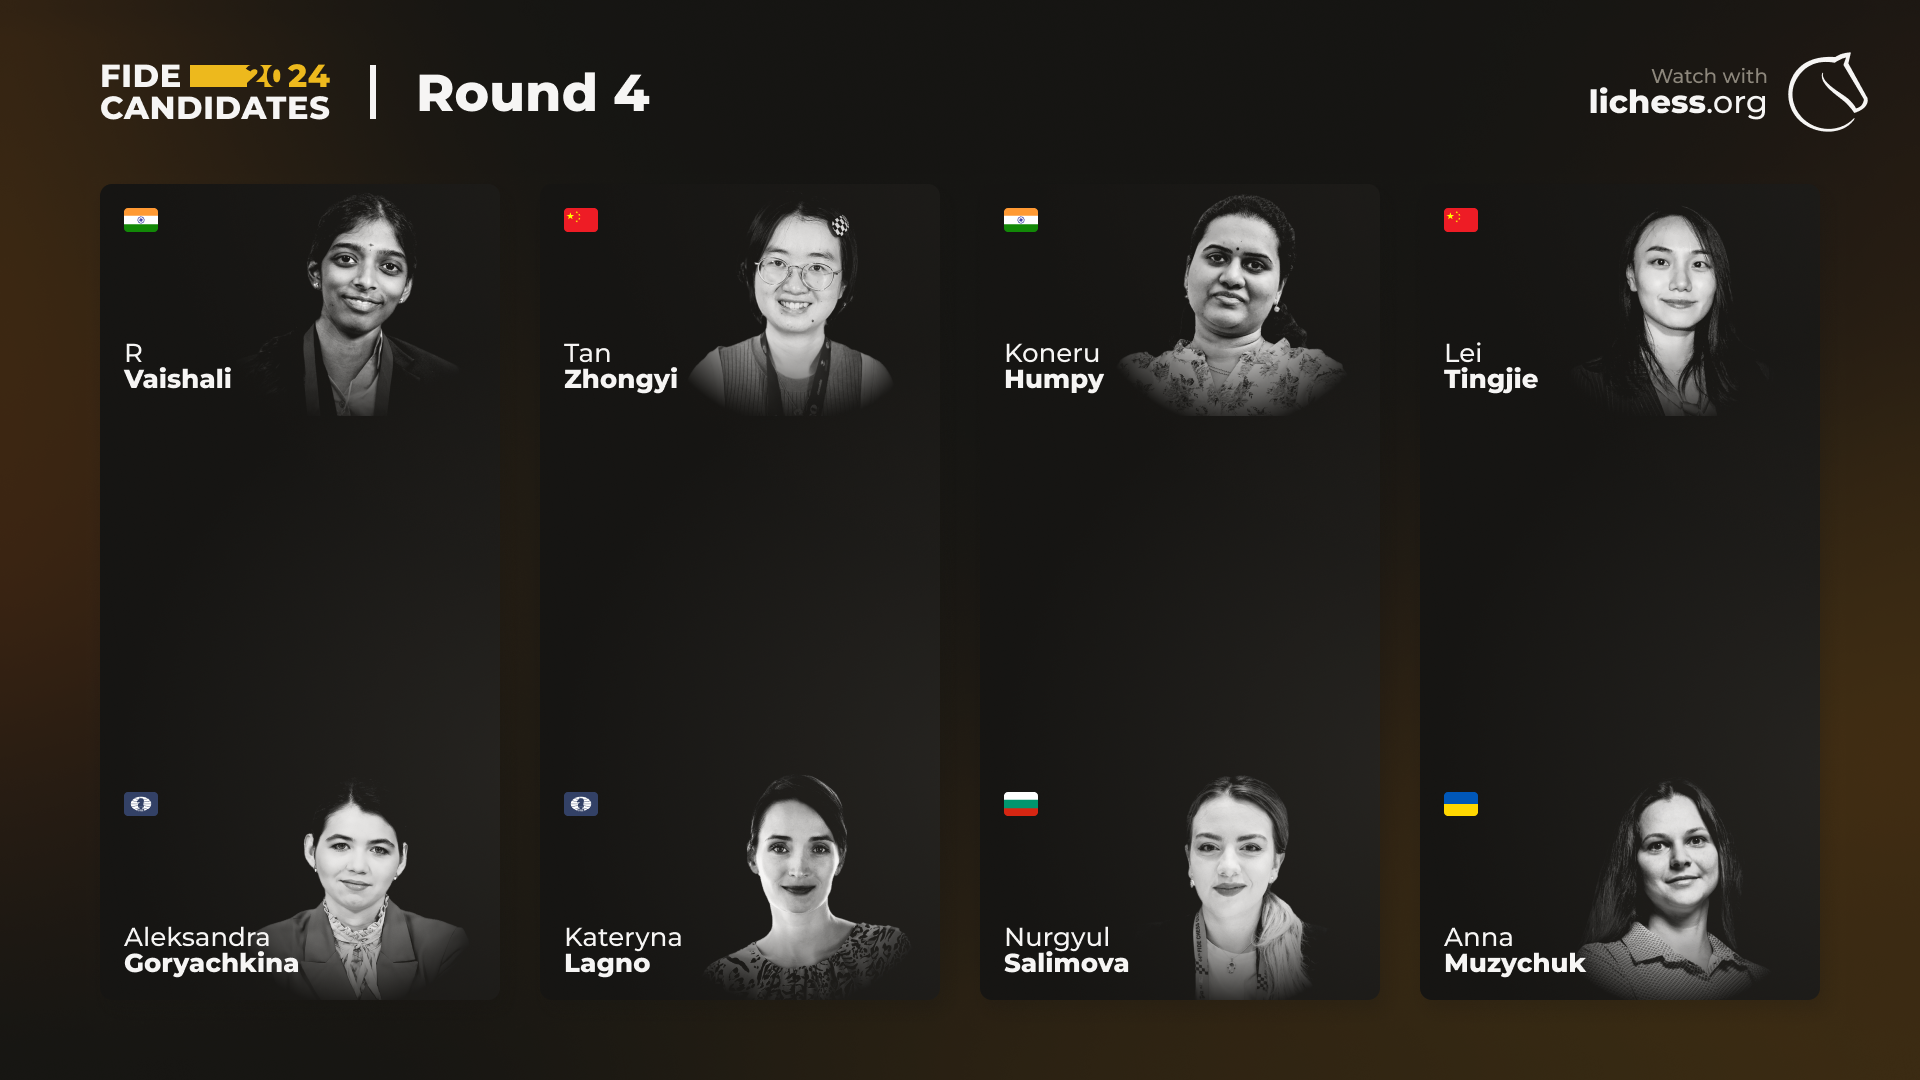 FIDE 2024
CANDIDATES
Round 4
Watch with
lichess.org
R
Vaishali
Tan
Zhongyi
Koneru
Humpy
Lei
Tingjie
Aleksandra
Goryachkina
Kateryna
Lagno
Nurgyul
Salimova
Anna
Muzychuk